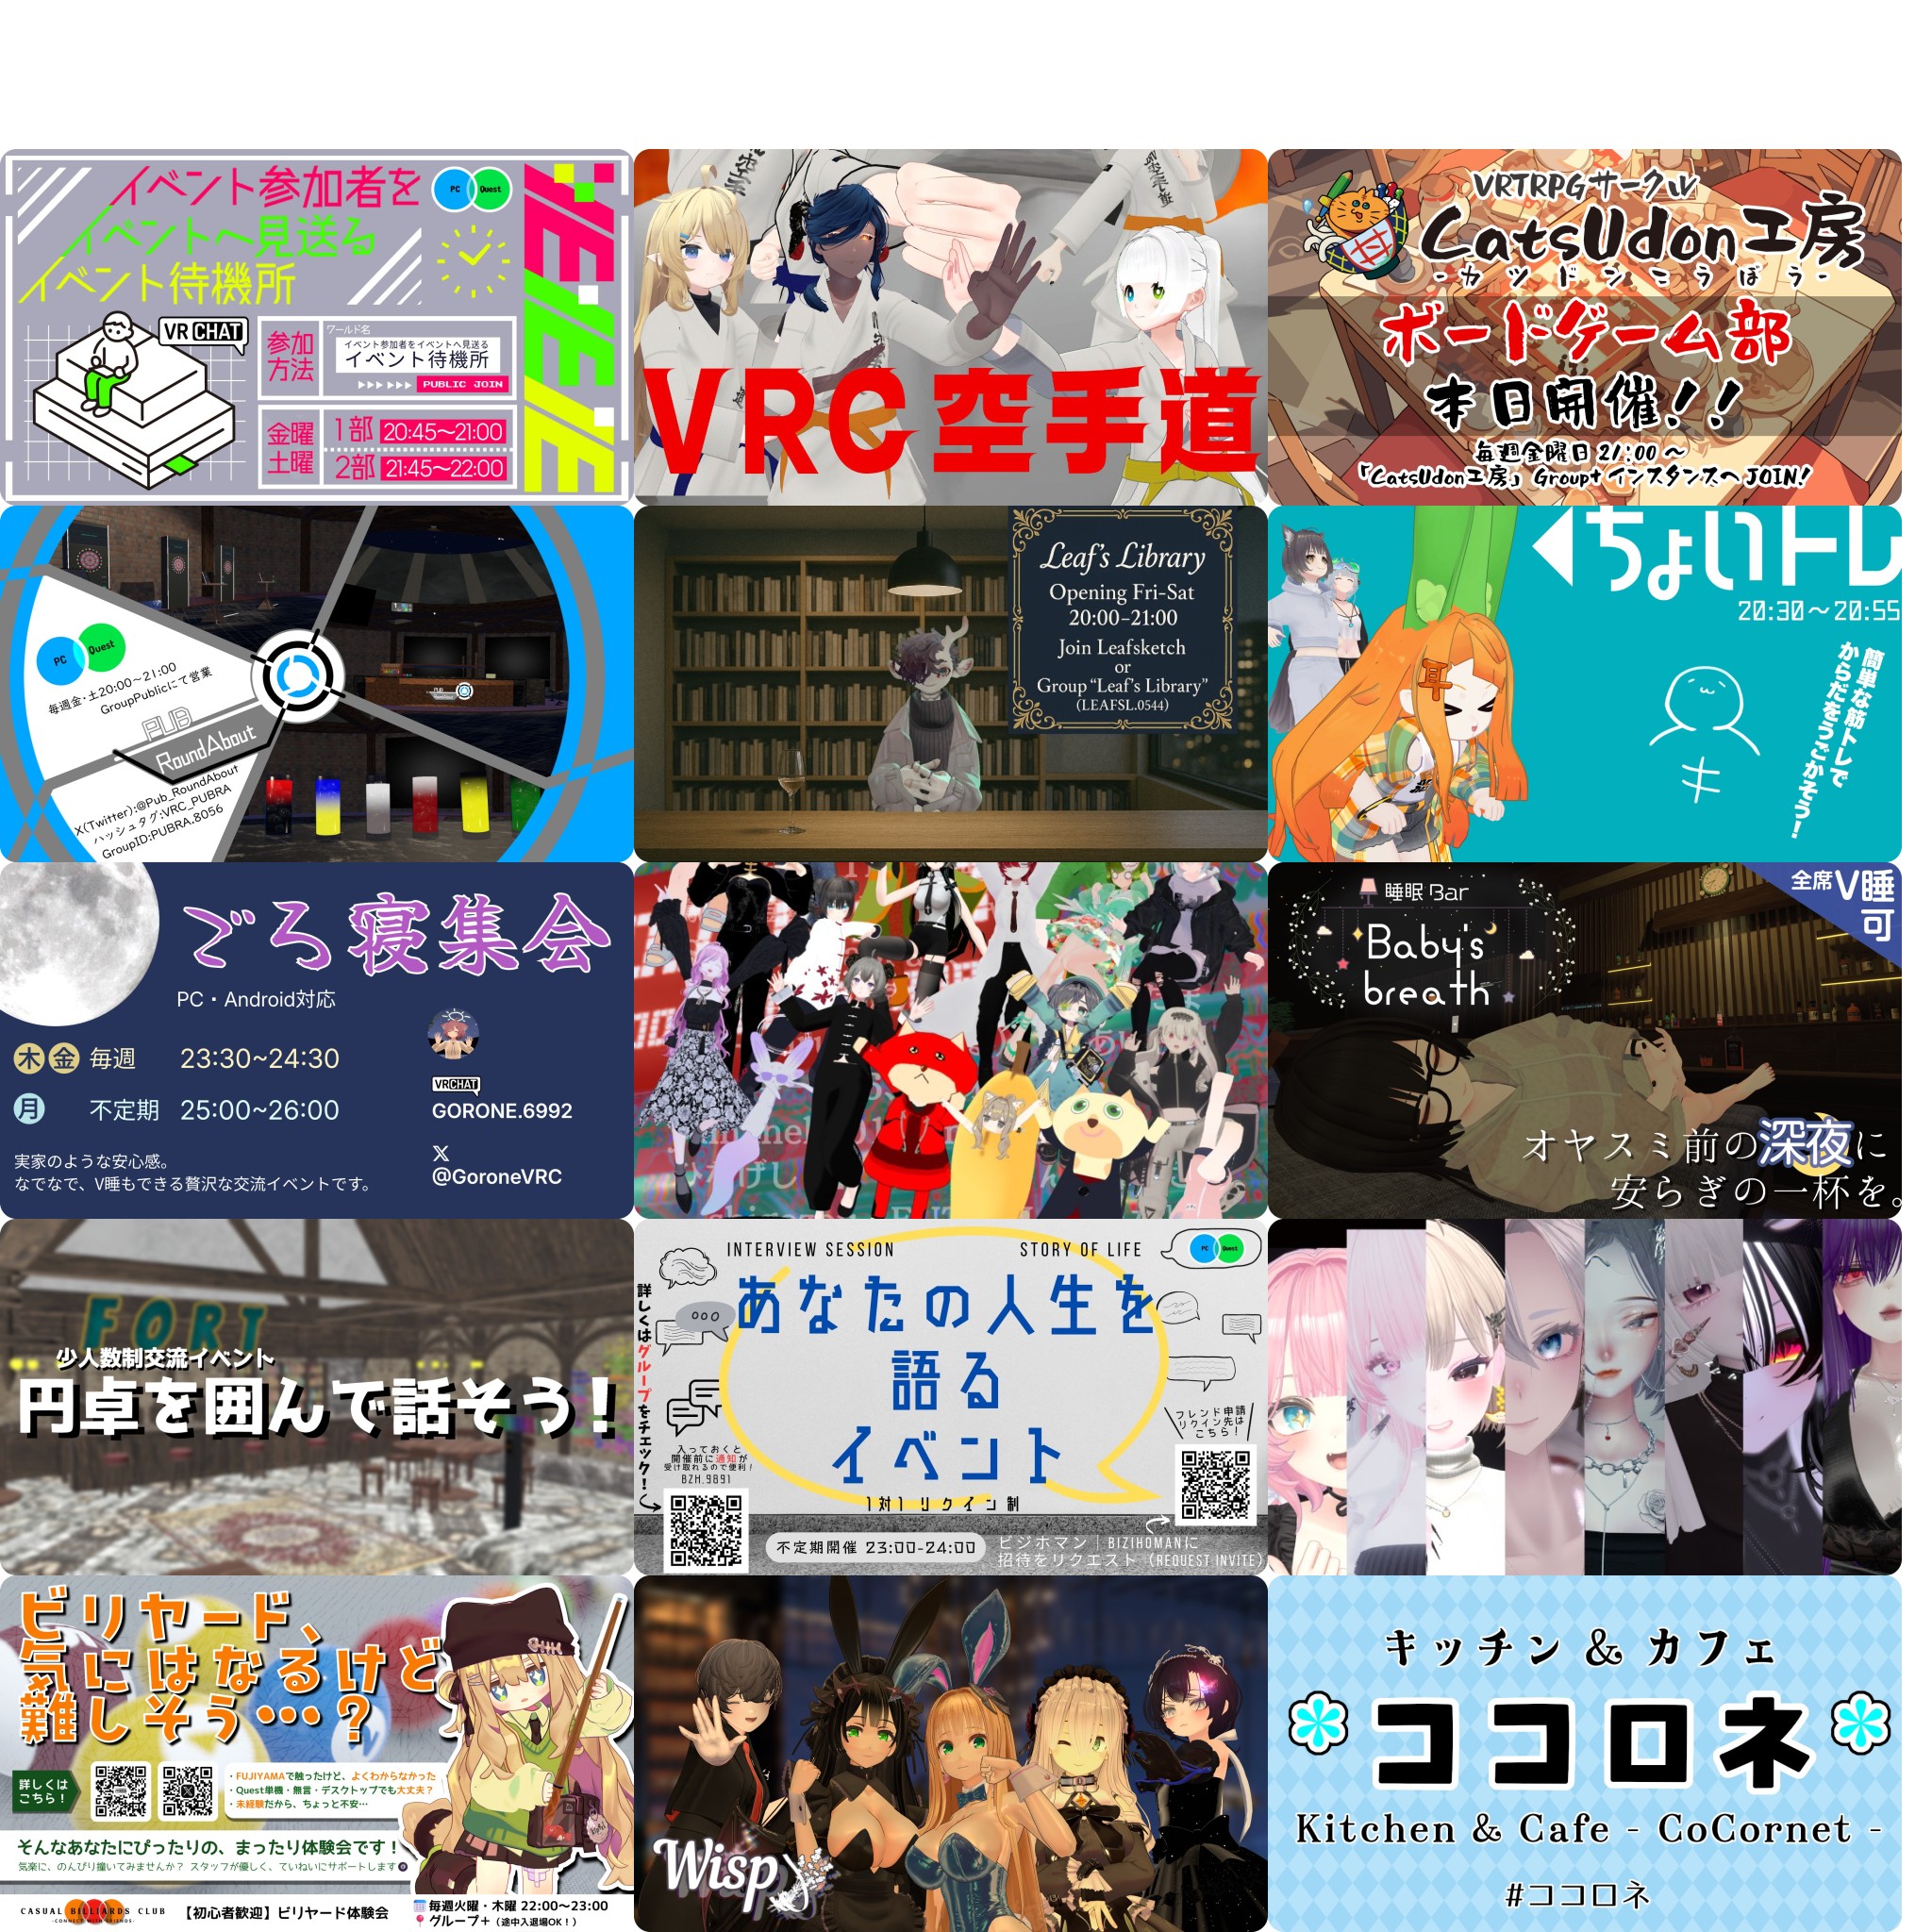 イベント参加者を
イベントへ見送る
イベント待機所
PC Quest
VRCHAT
参加
方法
ワールド名
イベント参加者をイベントへ見送る
イベント待機所
PUBLIC JOIN
金曜
土曜
1部 20:45〜21:00
2部 21:45〜22:00
VRC空手道
VRTRPGサークル
CatsUdon工房
-カツドンこうぼう-
ボードゲーム部
本日開催!!
毎週金曜日 21:00 〜
「CatsUdon工房」 Group+インスタンスへ JOIN!
PC Quest
毎週金・土20:00~21:00
GroupPublicにて営業
PUB
RoundAbout
X(Twitter):@Pub_RoundAbout
ハッシュタグ:VRC_PUBRA
GroupID:PUBRA.8056
Leaf's Library
Opening Fri-Sat
20:00-21:00
Join Leafsketch
or
Group "Leaf's Library"
(LEAFSL.0544)
ちょいトレ
20:30〜20:55
簡単な筋トレで
からだをうごかそう!
ごろ寝集会
PC・Android対応
木 金 毎週 23:30~24:30
月 不定期 25:00~26:00
VRCHAT
GORONE.6992
X
@GoroneVRC
実家のような安心感。
なでなで、V睡もできる贅沢な交流イベントです。
睡眠 Bar
Baby's
breath
全席V睡
可
オヤスミ前の深夜に
安らぎの一杯を。
FORT
少人数制交流イベント
円卓を囲んで話そう!
INTERVIEW SESSION
STORY OF LIFE
PC Quest
あなたの人生を
語る
イベント
1対1 リクイン制
詳しくはグループをチェック!
入っておくと
開催前に通知が
受け取れるので便利!
BZH.9891
フレンド申請
リクイン先は
こちら!
不定期開催 23:00-24:00
ビジホマン|BIZIHOMANに
招待をリクエスト (REQUEST INVITE)
ビリヤード、
気にはなるけど
難しそう…?
詳しくは
こちら!
・FUJIYAMAで触ったけど、よくわからなかった
・Quest単機・無言・デスクトップでも大丈夫?
・未経験だから、ちょっと不安…
そんなあなたにぴったりの、まったり体験会です!
気楽に、のんびり撞いてみませんか? スタッフが優しく、ていねいにサポートします
CASUAL BILLIARDS CLUB
-CONNECT WITH FRIENDS-
【初心者歓迎】ビリヤード体験会
毎週火曜・木曜 22:00〜23:00
グループ+(途中入退場OK!)
Wisp
キッチン & カフェ
ココロネ
Kitchen & Cafe - CoCornet -
#ココロネ